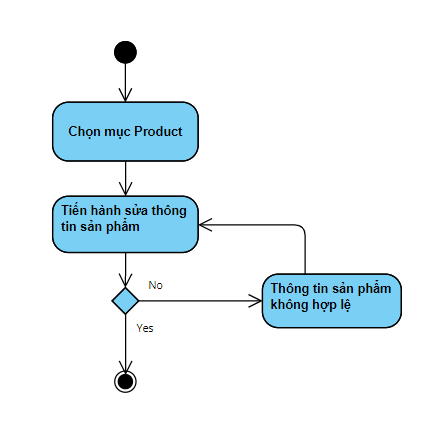 Chọn mục Product
Tiến hành sửa thông
tin sản phẩm
No
Thông tin sản phẩm
không hợp lệ
Yes